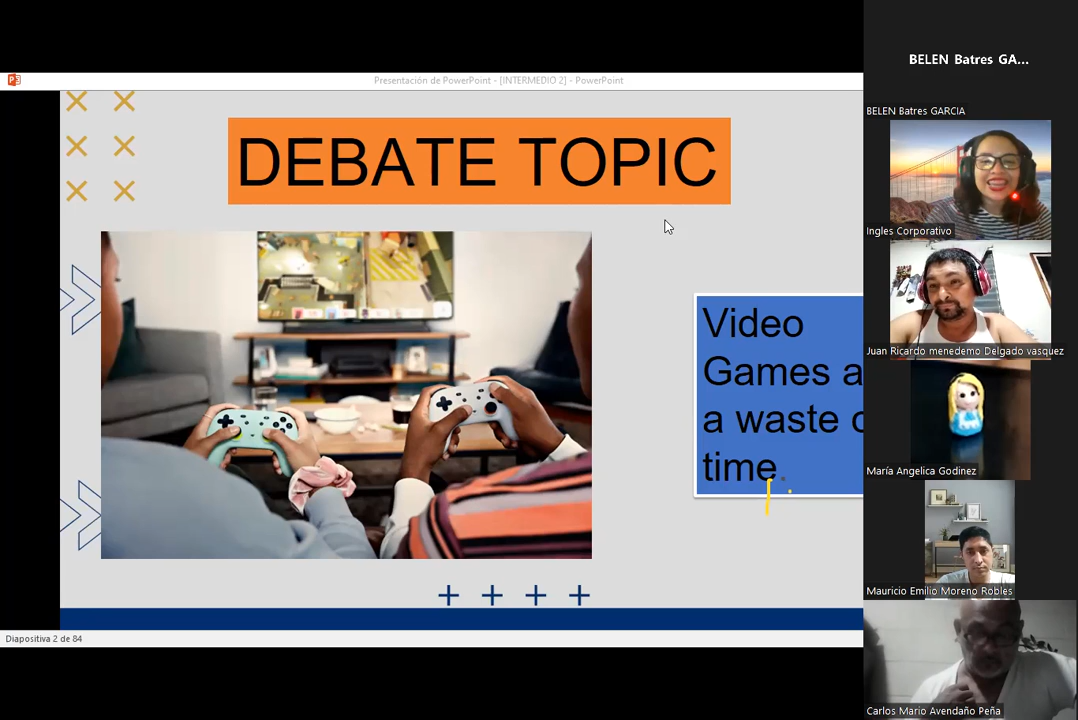 BELEN Batres GA...
Presentación de PowerPoint - [INTERMEDIO 2] - PowerPoint
DEBATE TOPIC
Video
Games a
a waste o
time.
Diapositiva 2 de 84
BELEN Batres GARCIA
Ingles Corporativo
Juan Ricardo menedemo Delgado vasquez
María Angelica Godinez
Mauricio Emilio Moreno Robles
Carlos Mario Avendaño Peña